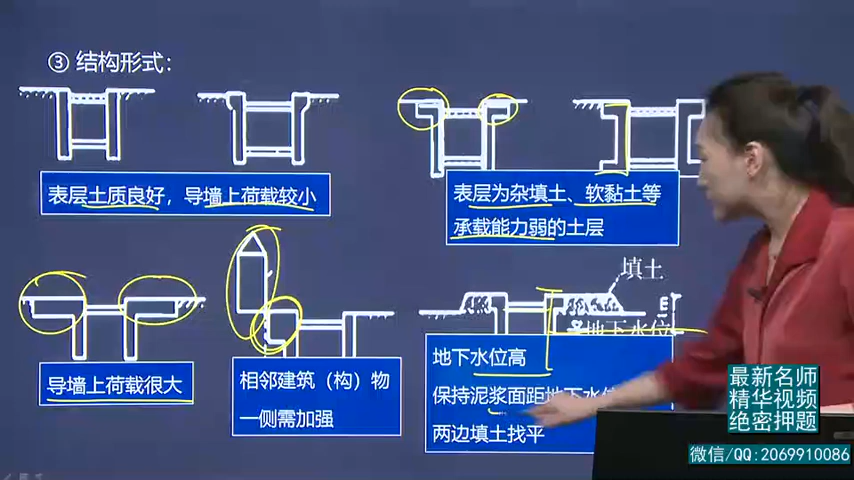 ③ 结构形式：
表层土质良好，导墙上荷载较小
表层为杂填土、软黏土等
承载能力弱的土层
填土
地下水位
导墙上荷载很大
相邻建筑（构）物
一侧需加强
地下水位高
保持泥浆面距地下水位
两边填土找平
最新名师
精华视频
绝密押题
微信/QQ:2069910086